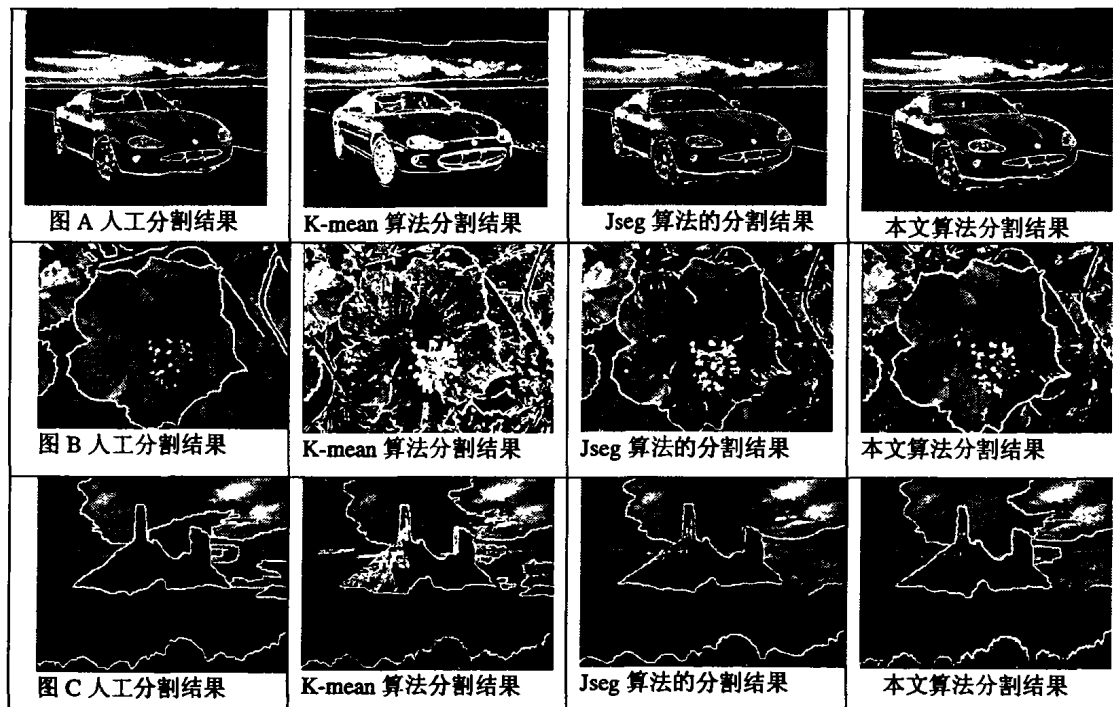 图 A 人工分割结果
K-mean 算法分割结果
Jseg 算法的分割结果
本文算法分割结果
图 B 人工分割结果
K-mean 算法分割结果
Jseg 算法的分割结果
本文算法分割结果
图 C 人工分割结果
K-mean 算法分割结果
Jseg 算法的分割结果
本文算法分割结果